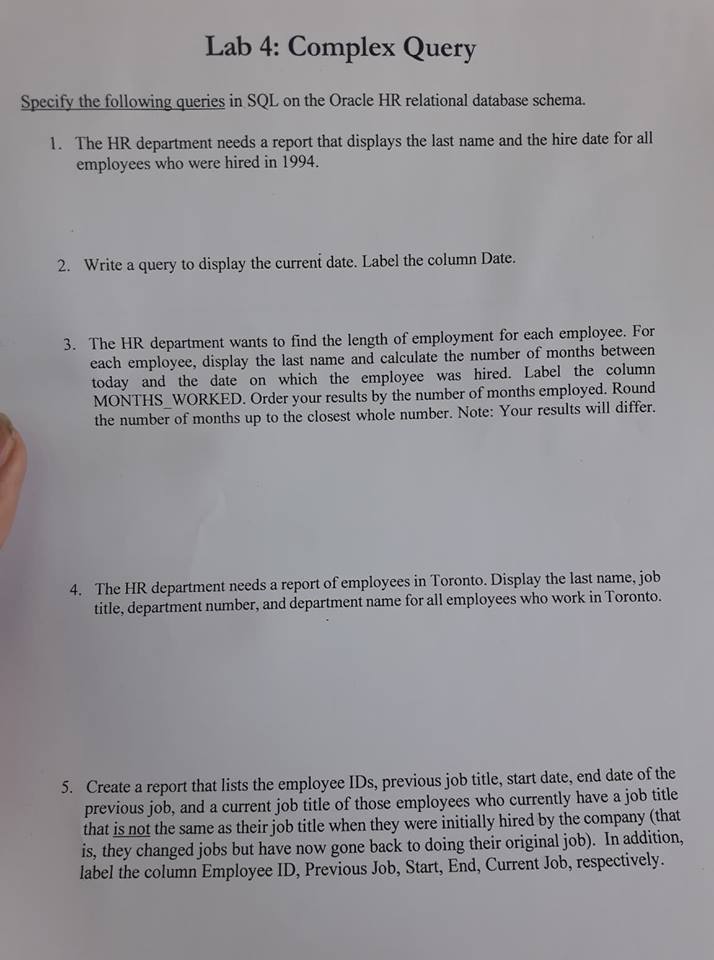 Lab 4: Complex Query
Specify the following queries in SQL on the Oracle HR relational database schema.
1. The HR department needs a report that displays the last name and the hire date for all
employees who were hired in 1994.
2. Write a query to display the current date. Label the column Date.
3. The HR department wants to find the length of employment for each employee. For
each employee, display the last name and calculate the number of months between
today and the date on which the employee was hired. Label the column
MONTHS_WORKED. Order your results by the number of months employed. Round
the number of months up to the closest whole number. Note: Your results will differ.
4. The HR department needs a report of employees in Toronto. Display the last name, job
title, department number, and department name for all employees who work in Toronto.
5. Create a report that lists the employee IDs, previous job title, start date, end date of the
previous job, and a current job title of those employees who currently have a job title
that is not the same as their job title when they were initially hired by the company (that
is, they changed jobs but have now gone back to doing their original job). In addition,
label the column Employee ID, Previous Job, Start, End, Current Job, respectively.